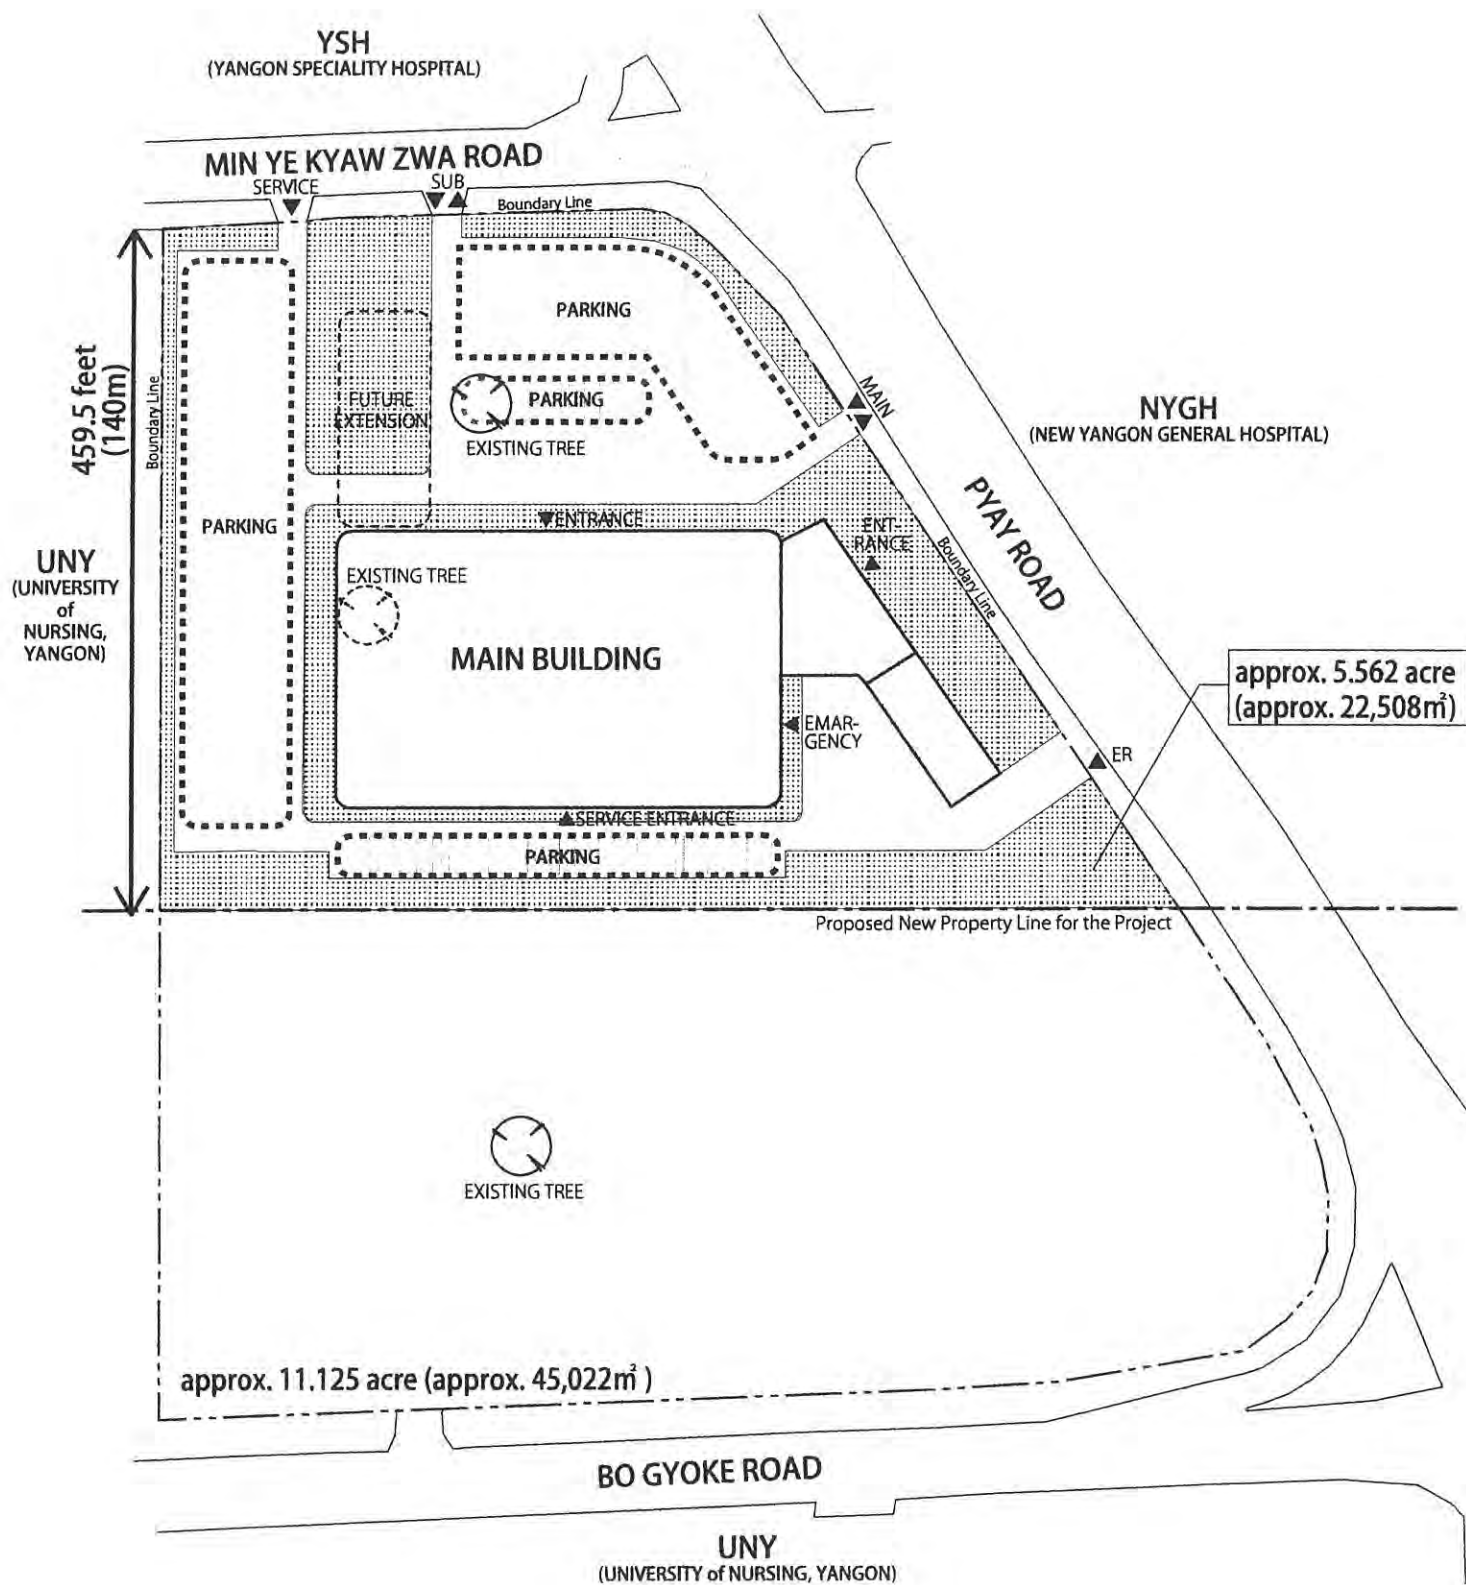 YSH
(YANGON SPECIALITY HOSPITAL)
MIN YE KYAW ZWA ROAD
SERVICE
SUB
Boundary Line
459.5 feet
(140m)
Boundary Line
PARKING
PARKING
FUTURE
EXTENSION
PARKING
EXISTING TREE
MAIN
NYGH
(NEW YANGON GENERAL HOSPITAL)
PYAY ROAD
Boundary Line
UNY
(UNIVERSITY
of
NURSING,
YANGON)
ENTRANCE
ENT-
RANCE
EXISTING TREE
MAIN BUILDING
EMAR-
GENCY
ER
approx. 5.562 acre
(approx. 22,508㎡)
SERVICE ENTRANCE
PARKING
Proposed New Property Line for the Project
EXISTING TREE
approx. 11.125 acre (approx. 45,022㎡ )
BO GYOKE ROAD
UNY
(UNIVERSITY of NURSING, YANGON)